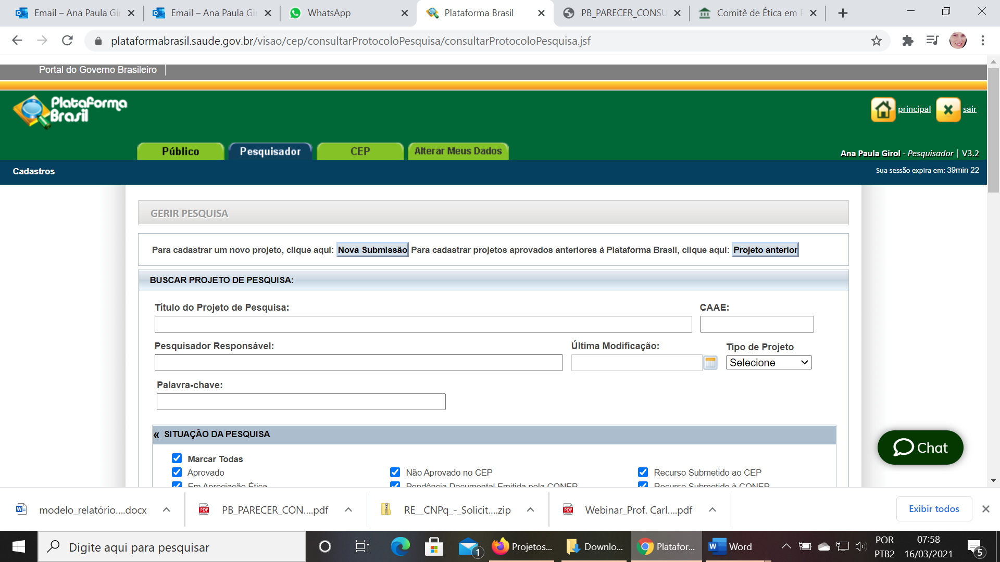 Email – Ana Paula Gir
Email – Ana Paula Gir
WhatsApp
Plataforma Brasil
PB_PARECER_CONSU
Comitê de Ética em P
plataformabrasil.saude.gov.br/visao/cep/consultarProtocoloPesquisa/consultarProtocoloPesquisa.jsf
Portal do Governo Brasileiro
Plataforma
Brasil
principal
sair
Público
Pesquisador
CEP
Alterar Meus Dados
Ana Paula Girol - Pesquisador | V3.2
Cadastros
Sua sessão expira em: 39min 22
GERIR PESQUISA
Para cadastrar um novo projeto, clique aqui: Nova Submissão Para cadastrar projetos aprovados anteriores à Plataforma Brasil, clique aqui: Projeto anterior
BUSCAR PROJETO DE PESQUISA:
Título do Projeto de Pesquisa:
CAAE:
Pesquisador Responsável:
Última Modificação:
Tipo de Projeto
Selecione
Palavra-chave:
« SITUAÇÃO DA PESQUISA
Marcar Todas
Aprovado
Não Aprovado no CEP
Recurso Submetido ao CEP
Em Apreciação Ética
Pendência Documental Emitida pela CONEP
Recurso Submetido à CONEP
Chat
modelo_relatório....docx
PB_PARECER_CON....pdf
RE__CNPq_-_Solicit....zip
Webinar_Prof. Carl....pdf
Exibir todos
Digite aqui para pesquisar
1
Projetos...
Downlo...
Platafor...
Word
POR
PTB2
07:58
16/03/2021
5